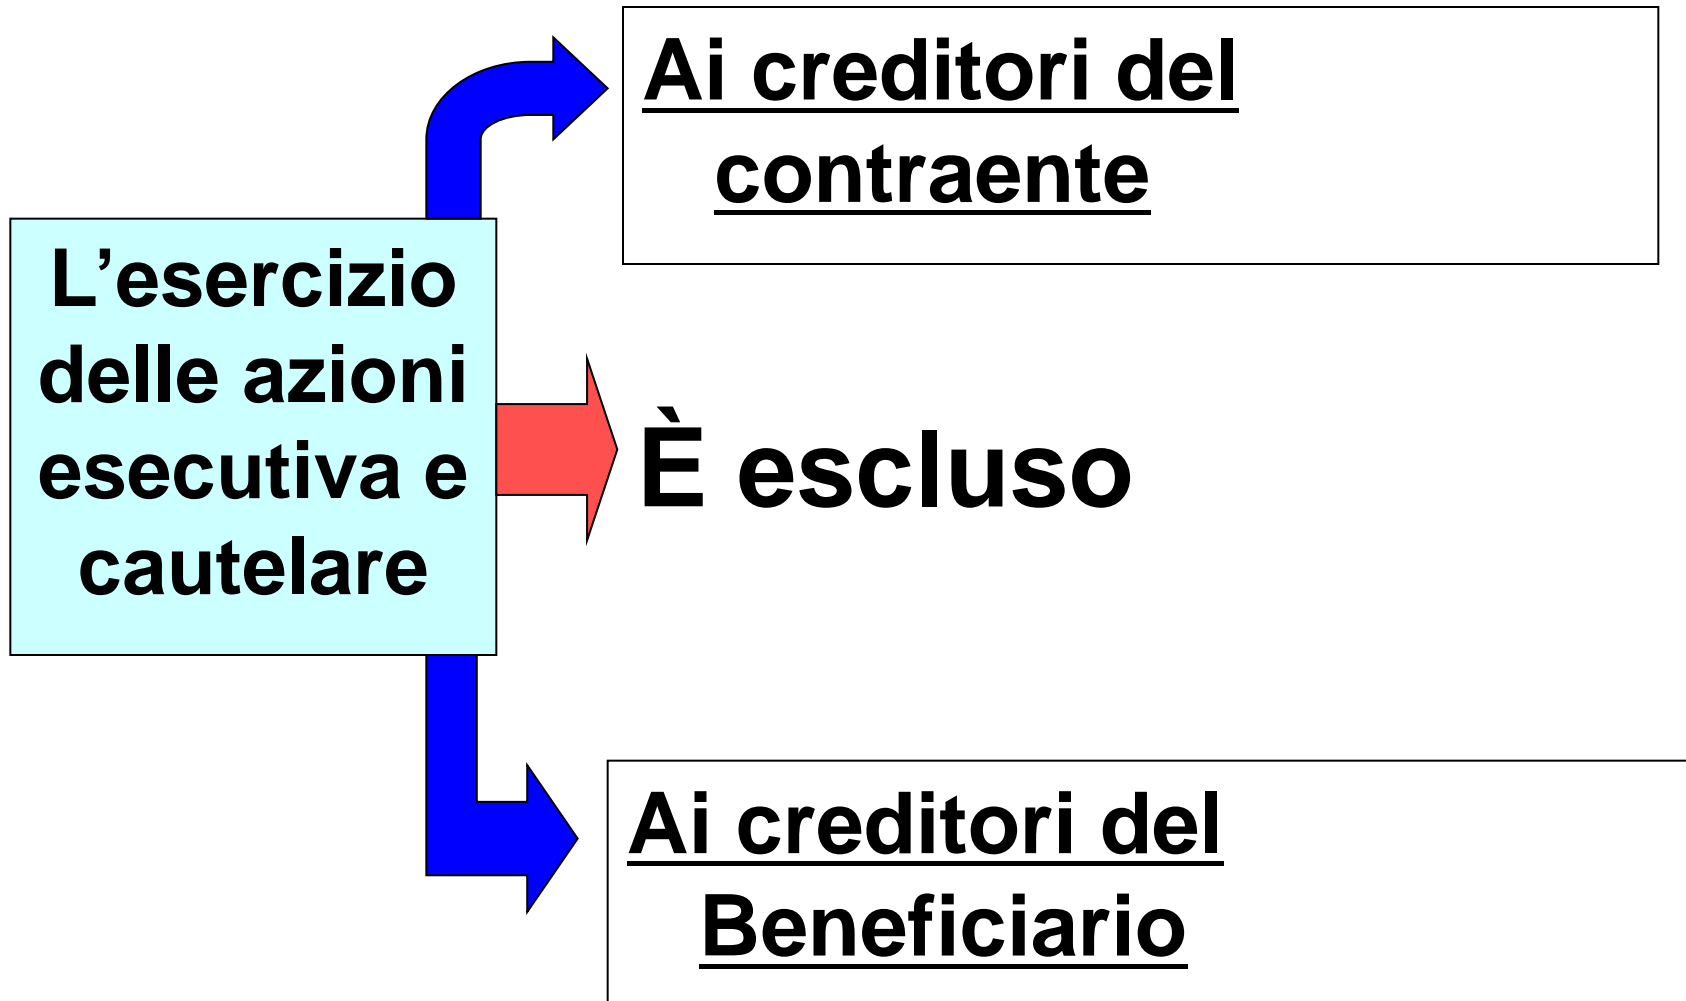 Ai creditori del
contraente
L’esercizio
delle azioni
esecutiva e
cautelare
È escluso
Ai creditori del
Beneficiario